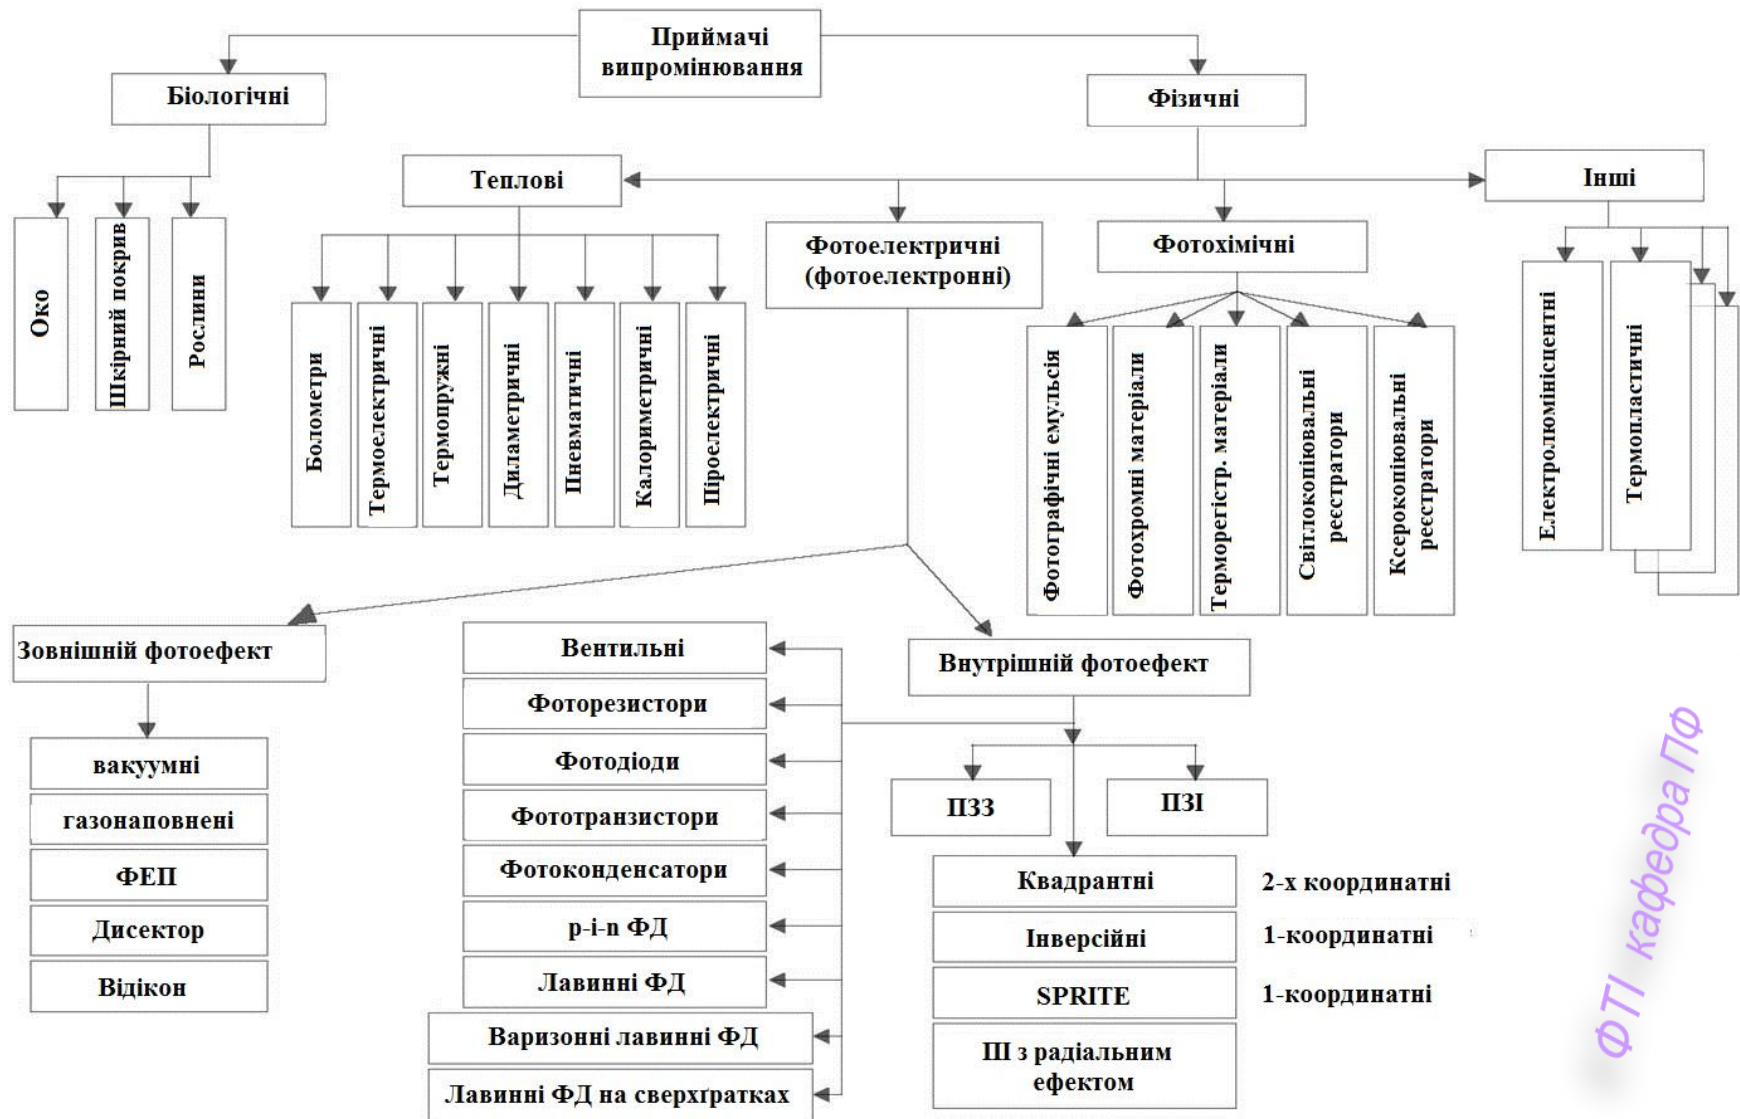 Приймачі
випромінювання
Біологічні
Фізичні
Теплові
Інші
Фотоелектричні
(фотоелектронні)
Фотохімічні
Око
Шкірний покрив
Рослини
Болометри
Термоелектричні
Термопружні
Диламетричні
Пневматичні
Калориметричні
Піроелектричні
Фотографічні емульсія
Фотохромні матеріали
Терморегістр. матеріали
Світлокопіювальні
реєстратори
Ксерокопіювальні
реєстратори
Електролюмінісцентні
Термопластичні
Зовнішній фотоефект
вакуумні
газонаповнені
ФЕП
Дисектор
Відікон
Вентильні
Фоторезистори
Фотодіоди
Фототранзистори
Фотоконденсатори
p-i-n ФД
Лавинні ФД
Варизонні лавинні ФД
Лавинні ФД на сверхґратках
Внутрішній фотоефект
ПЗЗ
ПЗІ
Квадрантні
2-х координатні
Інверсійні
1-координатні
SPRITE
1-координатні
ПІ з радіальним
ефектом
ФТІ кафедра ПФ